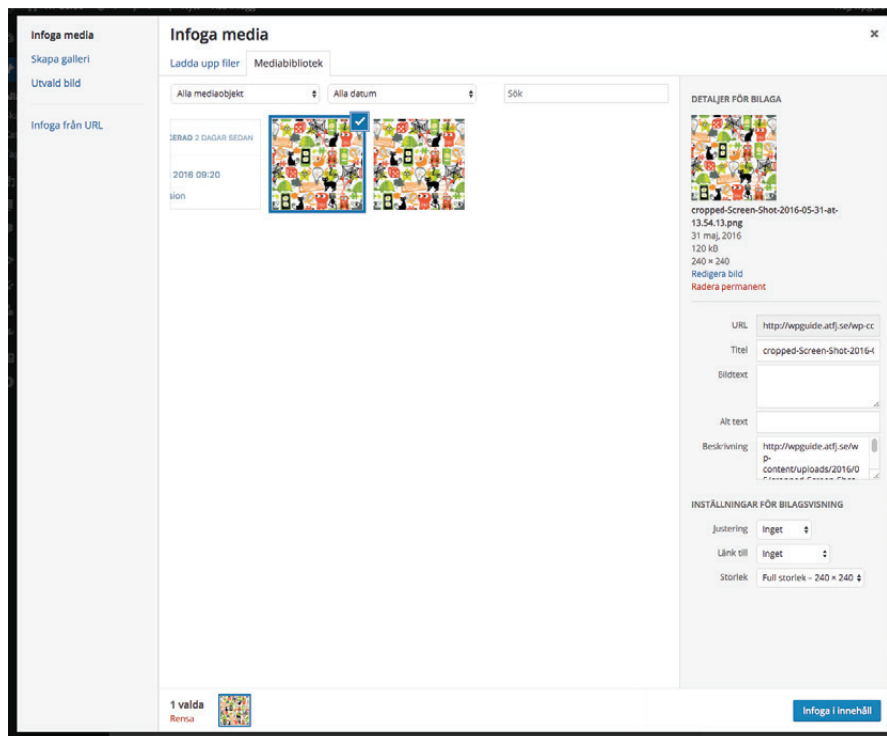 Infoga media
Skapa galleri
Utvald bild
Infoga från URL
Infoga media
×
Ladda upp filer
Mediabibliotek
Alla mediaobjekt
Alla datum
Sök
CERAD 2 DAGAR SEDAN
2016 09:20
sion
DETALJER FÖR BILAGA
cropped-Screen-Shot-2016-05-31-at-
13.54.13.png
31 maj, 2016
120 kB
240 × 240
Redigera bild
Radera permanent
URL http://wpguide.atfj.se/wp-cc
Titel cropped-Screen-Shot-2016-
Bildtext
Alt text
Beskrivning http://wpguide.atfj.se/w
p-
content/uploads/2016/0
5/cropped-Screen-Shot-
INSTÄLLNINGAR FÖR BILAGSVISNING
Justering Inget
Länk till Inget
Storlek Full storlek – 240 × 240
1 valda
Rensa
Infoga i innehåll